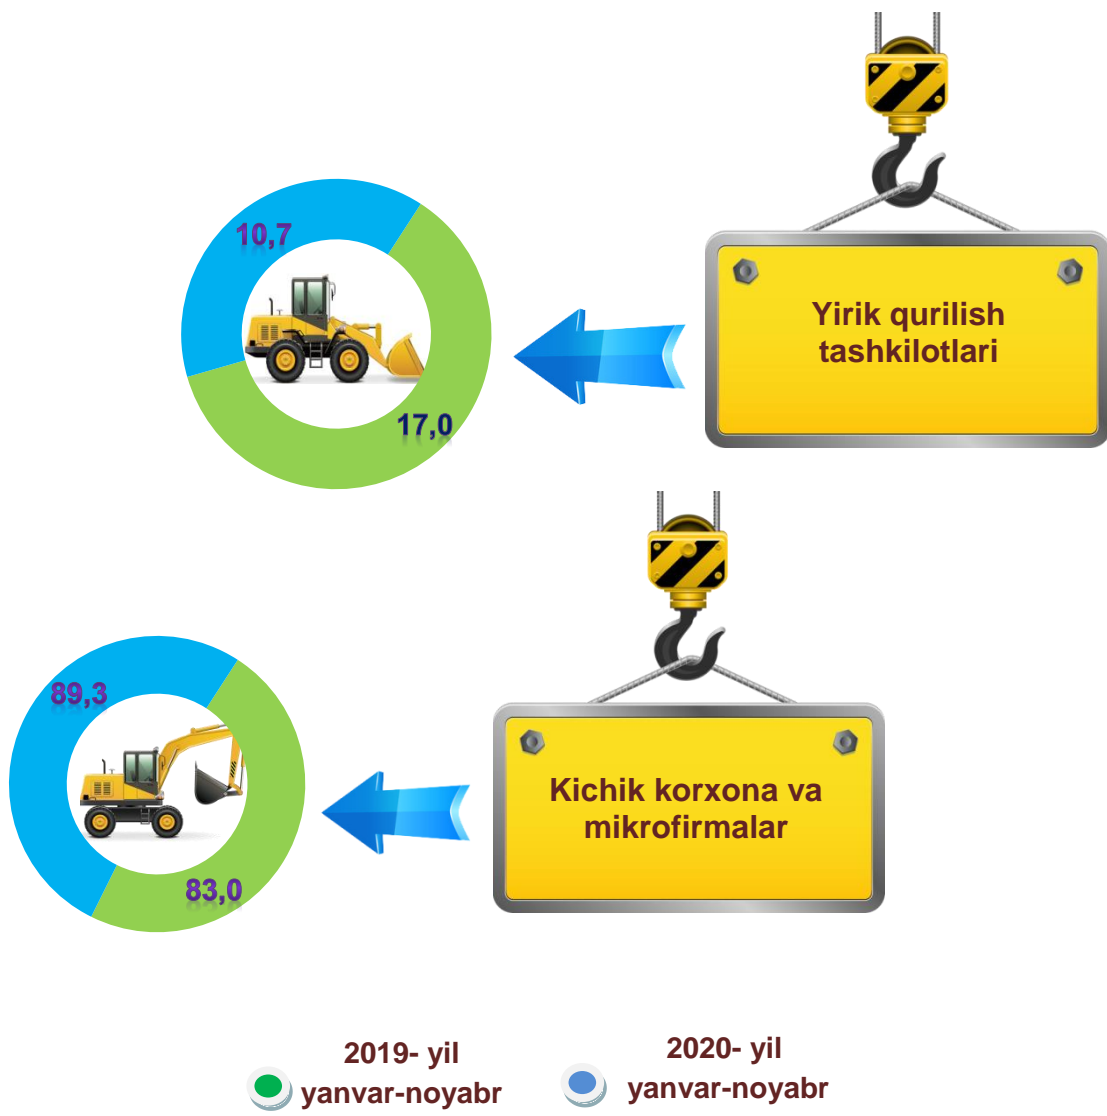 10,7
Yirik qurilish
tashkilotlari
17,0
89,3
Kichik korxona va
mikrofirmalar
83,0
2019- yil
yanvar-noyabr
2020- yil
yanvar-noyabr